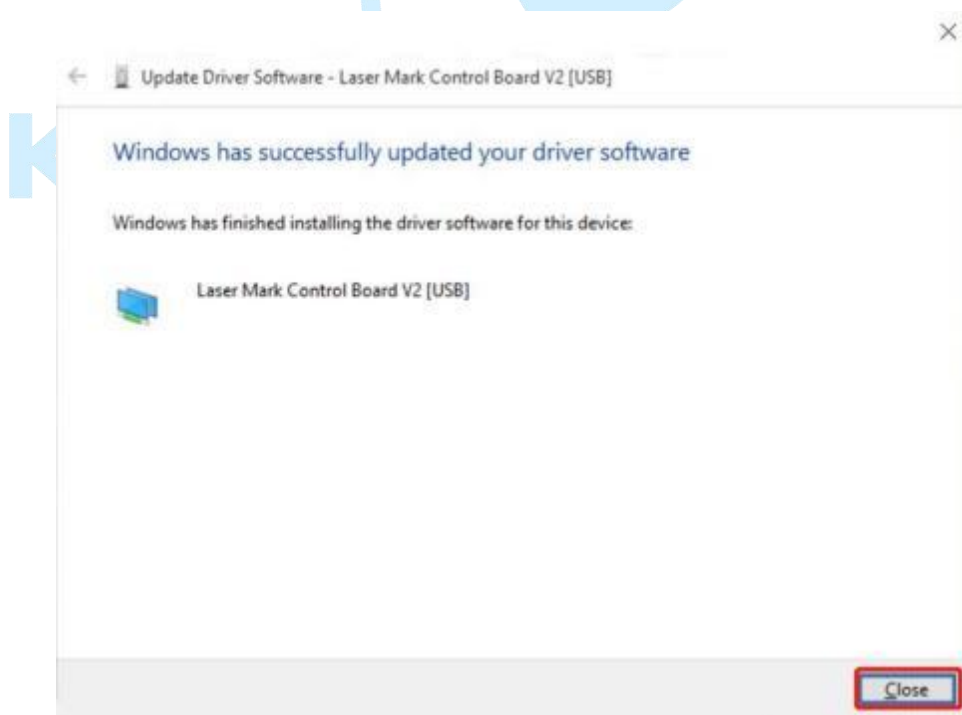 Update Driver Software - Laser Mark Control Board V2 [USB]
Windows has successfully updated your driver software
Windows has finished installing the driver software for this device:
Laser Mark Control Board V2 [USB]
Close